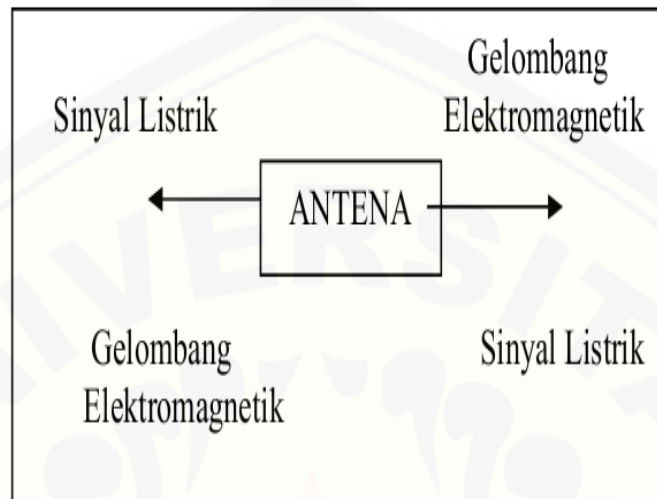 Gelombang
Sinyal Listrik Elektromagnetik
ANTENA
Gelombang Sinyal Listrik
Elektromagnetik